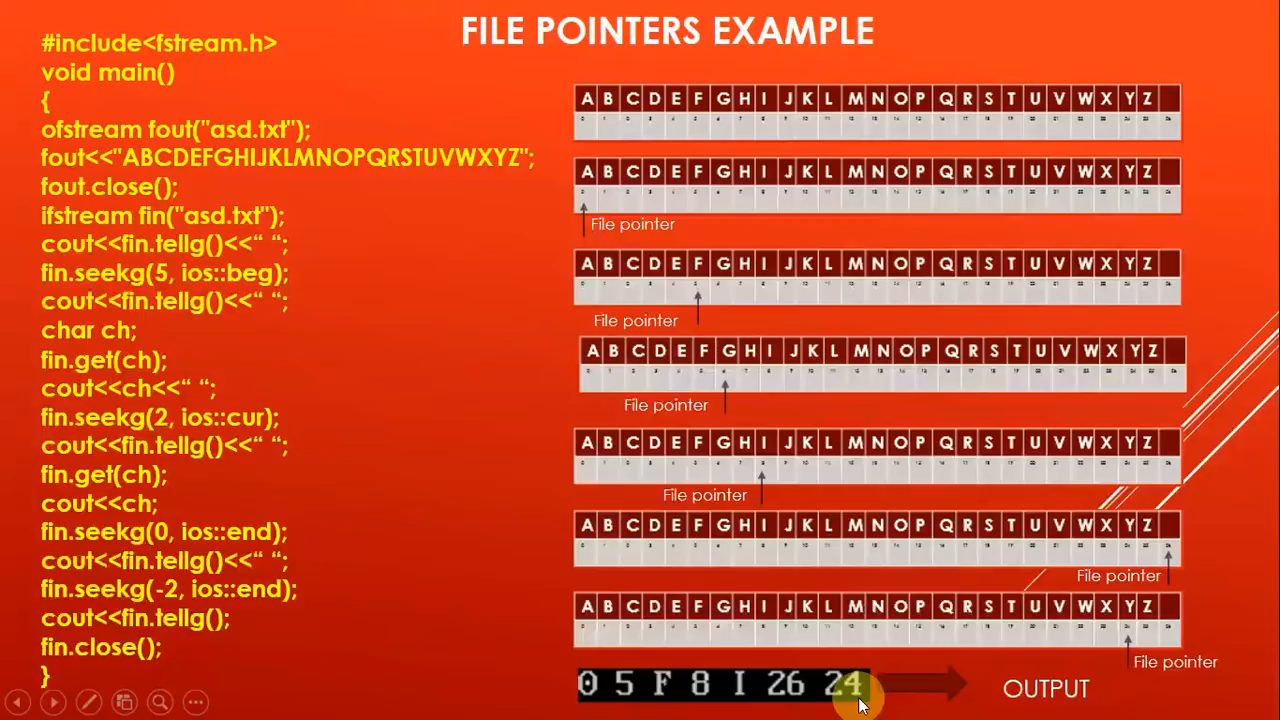 FILE POINTERS EXAMPLE
#include<fstream.h>
void main()
{
ofstream fout("asd.txt");
fout<<"ABCDEFGHIJKLMNOPQRSTUVWXYZ";
fout.close();
ifstream fin("asd.txt");
cout<<fin.tellg()<<“ “;
fin.seekg(5, ios::beg);
cout<<fin.tellg()<<“ “;
char ch;
fin.get(ch);
cout<<ch<<“ “;
fin.seekg(2, ios::cur);
cout<<fin.tellg()<<“ “;
fin.get(ch);
cout<<ch;
fin.seekg(0, ios::end);
cout<<fin.tellg()<<“ “;
fin.seekg(-2, ios::end);
cout<<fin.tellg();
fin.close();
}
A B C D E F G H I J K L M N O P Q R S T U V W X Y Z
A B C D E F G H I J K L M N O P Q R S T U V W X Y Z
File pointer
A B C D E F G H I J K L M N O P Q R S T U V W X Y Z
File pointer
A B C D E F G H I J K L M N O P Q R S T U V W X Y Z
File pointer
A B C D E F G H I J K L M N O P Q R S T U V W X Y Z
File pointer
A B C D E F G H I J K L M N O P Q R S T U V W X Y Z
File pointer
A B C D E F G H I J K L M N O P Q R S T U V W X Y Z
File pointer
0 5 F 8 I 26 24
OUTPUT